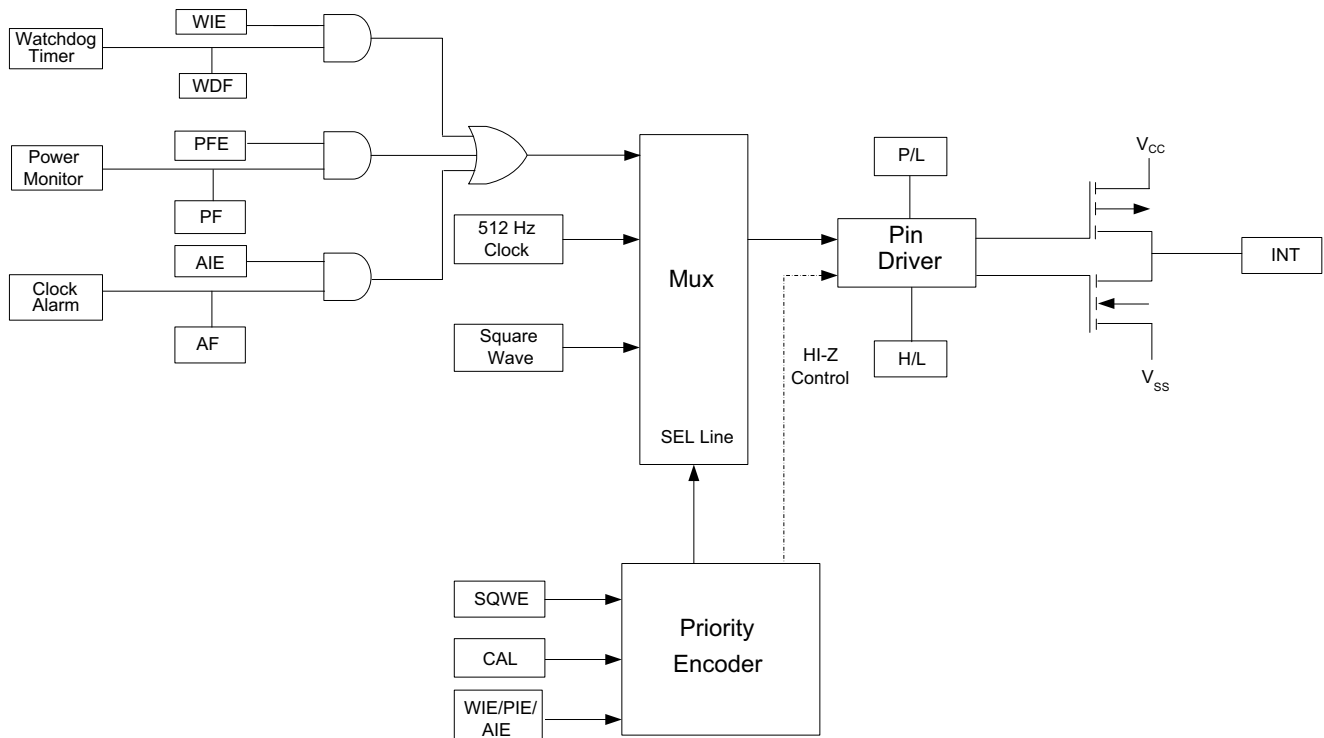 WIE
Watchdog
Timer
WDF
PFE
Power
Monitor
PF
AIE
Clock
Alarm
AF
512 Hz
Clock
Square
Wave
Mux
SEL Line
P/L
Pin
Driver
H/L
HI-Z
Control
VCC
INT
VSS
SQWE
CAL
WIE/PIE/
AIE
Priority
Encoder